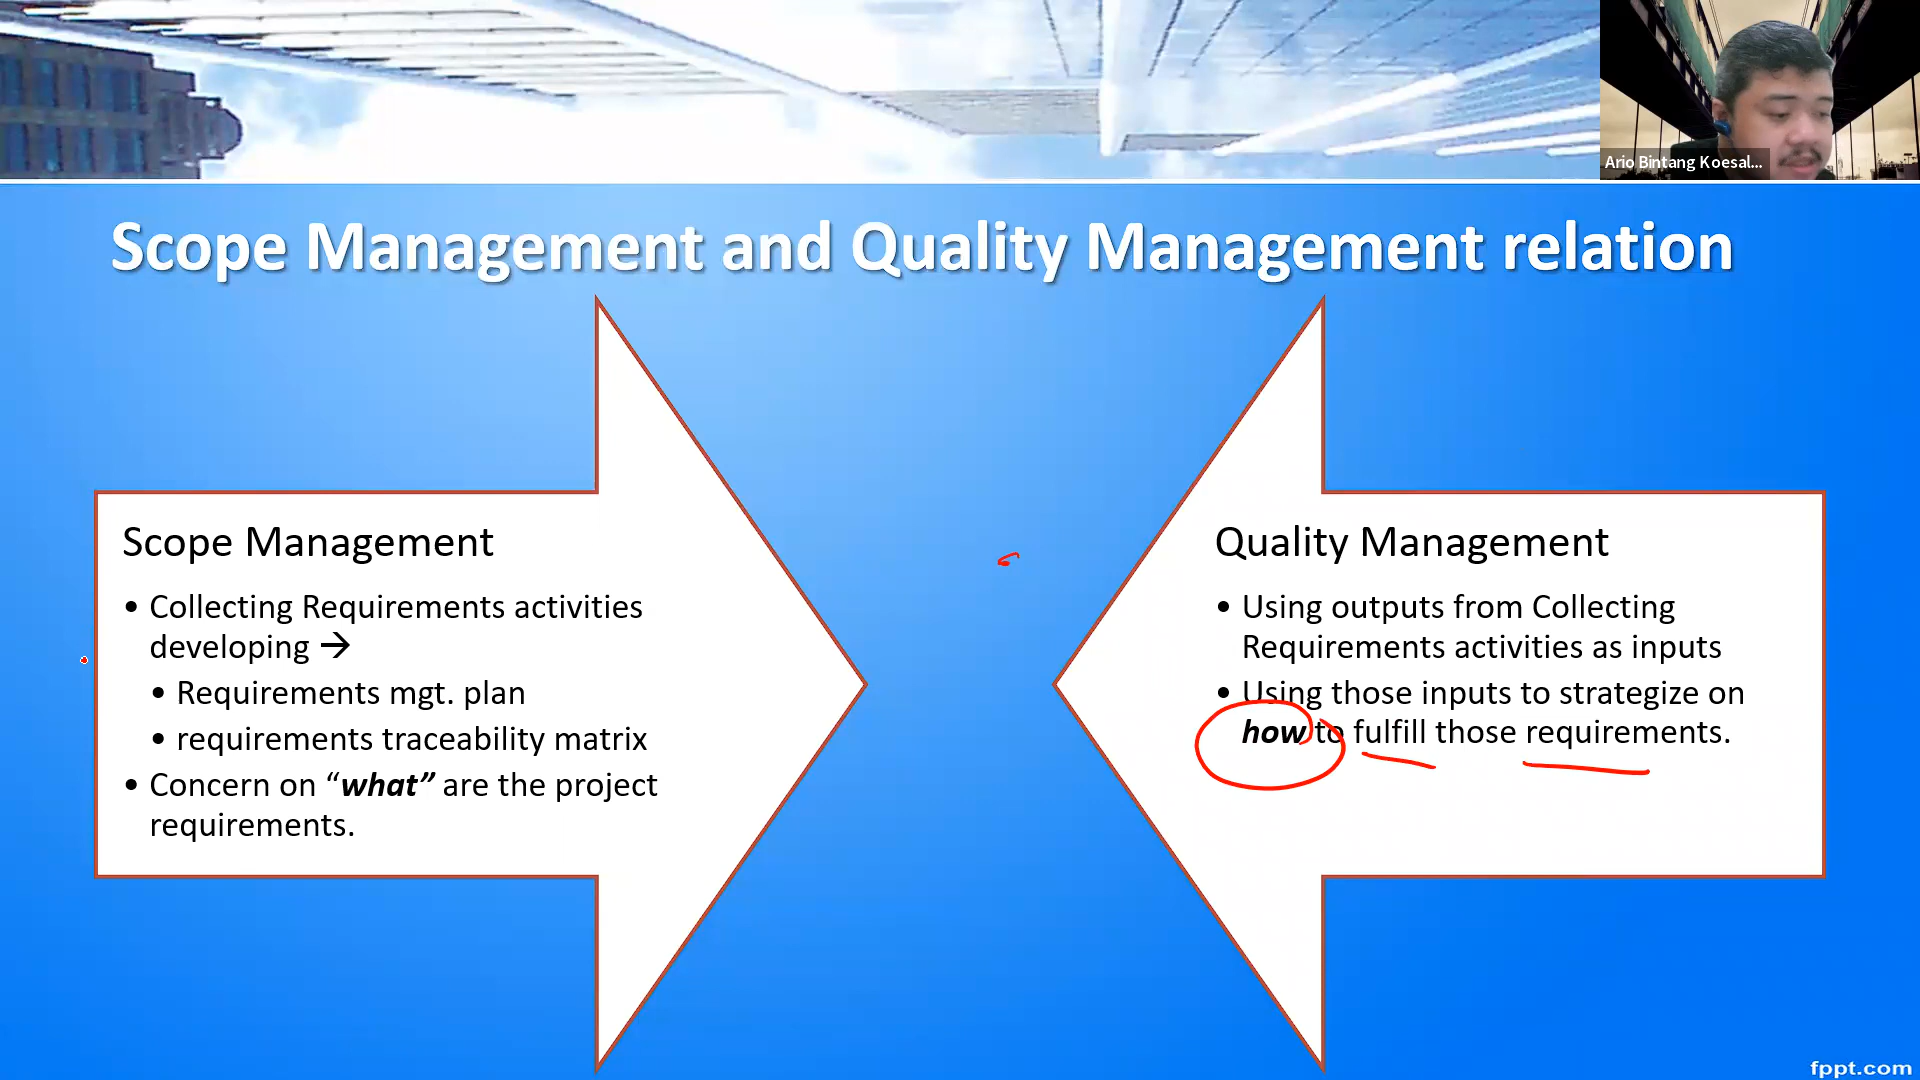 Ario Bintang Koesal...
Scope Management and Quality Management relation
Scope Management
• Collecting Requirements activities
developing →
• Requirements mgt. plan
• requirements traceability matrix
• Concern on “what” are the project
requirements.
Quality Management
• Using outputs from Collecting
Requirements activities as inputs
• Using those inputs to strategize on
how to fulfill those requirements.
fppt.com